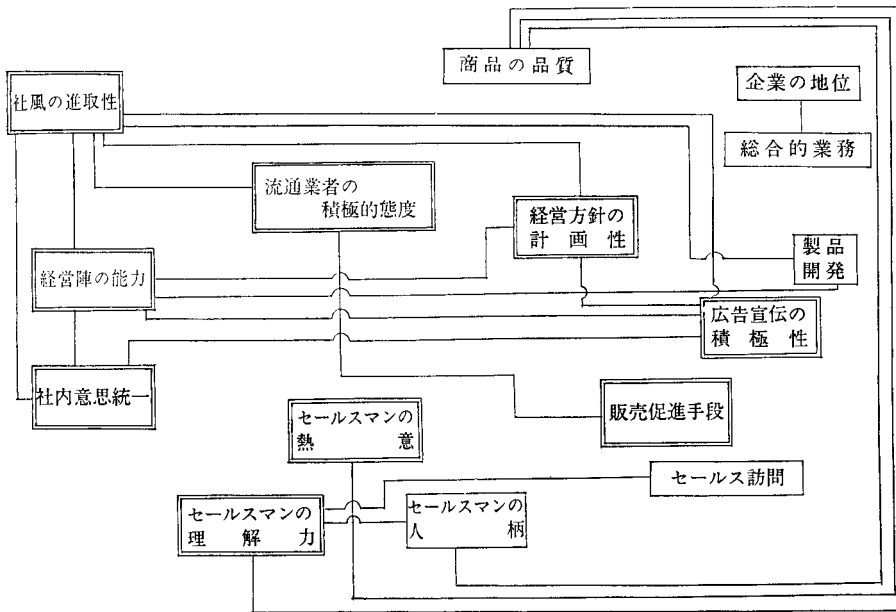 商品の品質
企業の地位
社風の進取性
総合的業務
流通業者の
積極的態度
経営方針の
計画性
製品
開発
経営陣の能力
広告宣伝の
積極性
社内意思統一
セールスマンの
熱意
販売促進手段
セールス訪問
セールスマンの
理解力
セールスマンの
人柄